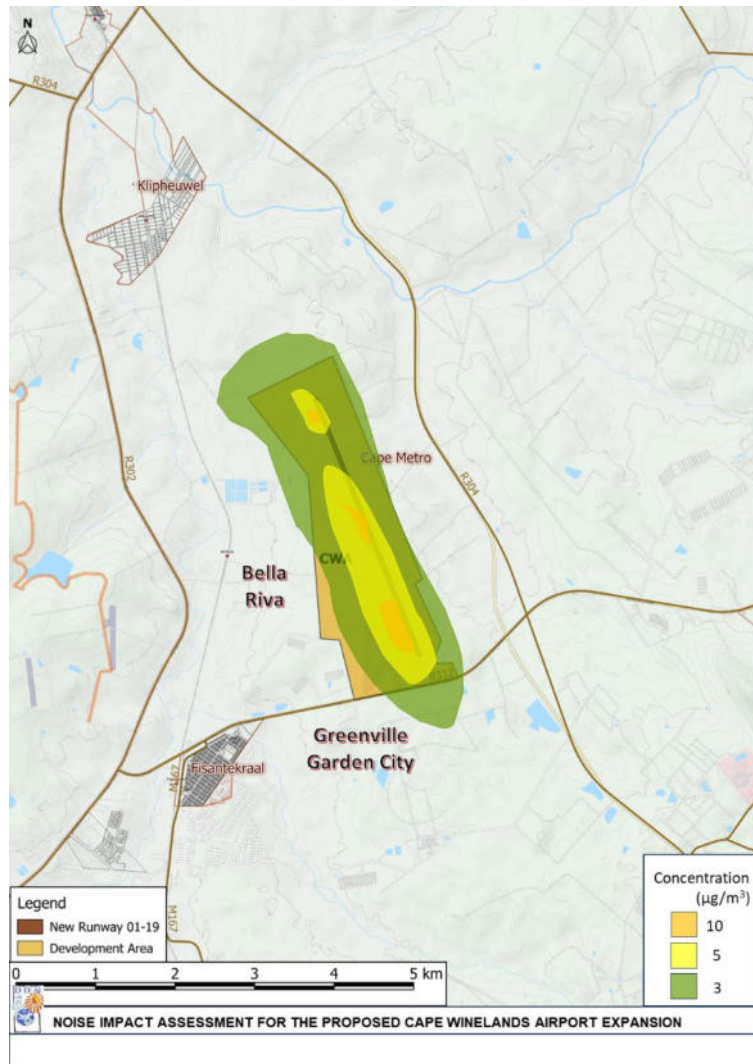 N
R304
Klipheuwel
R302
Cape Metro
R304
CWA
Bella
Riva
R312
Greenville
Garden City
Fisantekraal
M167
Legend
New Runway 01-19
Development Area
M167
Concentration
(µg/m³)
10
5
3
0 1 2 3 4 5 km
NOISE IMPACT ASSESSMENT FOR THE PROPOSED CAPE WINELANDS AIRPORT EXPANSION